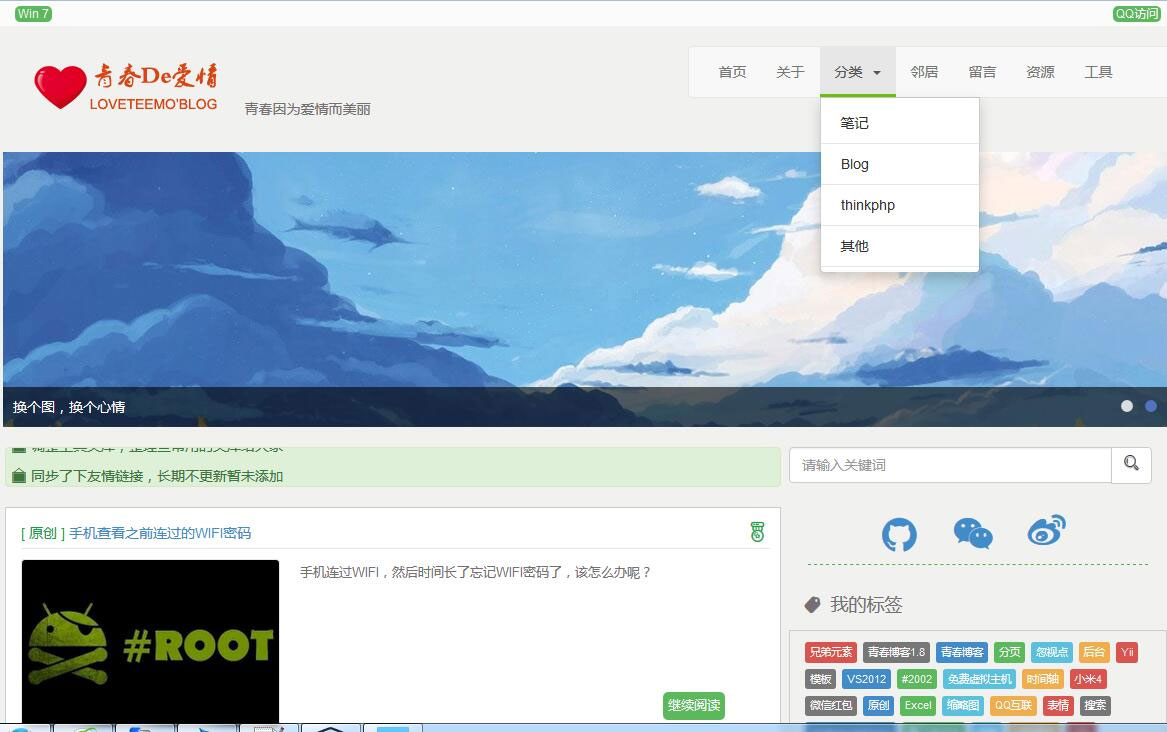 Win 7
QQ访问
青春De爱情
LOVETEEMO'BLOG
青春因为爱情而美丽
首页 关于 分类 邻居 留言 资源 工具
笔记
Blog
thinkphp
其他
换个图，换个心情
同步了下友情链接，长期不更新暂未添加
请输入关键词
[ 原创 ] 手机查看之前连过的WIFI密码
手机连过WIFI，然后时间长了忘记WIFI密码了，该怎么办呢？
#ROOT
继续阅读
我的标签
兄弟元素 青春博客1.8 青春博客 分页 忽视点 后台 Yii
模板 VS2012 #2002 免费虚拟主机 时间轴 小米4
微信红包 原创 Excel 缩略图 QQ互联 表情 搜索